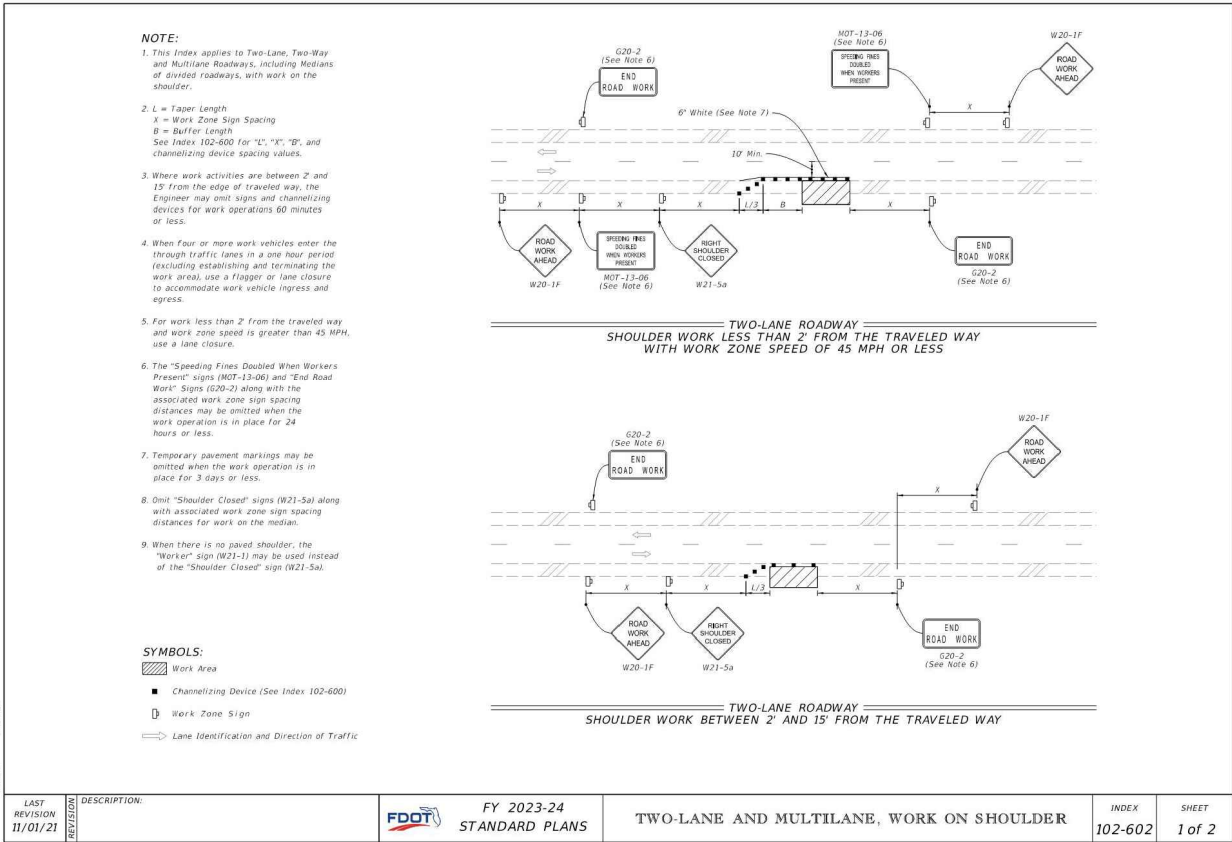 NOTE:
1. This Index applies to Two-Lane, Two-Way
and Multilane Roadways, including Medians
of divided roadways, with work on the
shoulder.
2. L = Taper Length
X = Work Zone Sign Spacing
B = Buffer Length
See Index 102-600 for "L", "X", "B", and
channelizing device spacing values.
3. Where work activities are between 2' and
15' from the edge of traveled way, the
Engineer may omit signs and channelizing
devices for work operations 60 minutes
or less.
4. When four or more work vehicles enter the
through traffic lanes in a one hour period
(excluding establishing and terminating the
work area), use a flagger or lane closure
to accommodate work vehicle ingress and
egress.
5. For work less than 2' from the traveled way
and work zone speed is greater than 45 MPH,
use a lane closure.
6. The "Speeding Fines Doubled When Workers
Present" signs (MOT-13-06) and "End Road
Work" Signs (G20-2) along with the
associated work zone sign spacing
distances may be omitted when the
work operation is in place for 24
hours or less.
7. Temporary pavement markings may be
omitted when the work operation is in
place for 3 days or less.
8. Omit "Shoulder Closed" signs (W21-5a) along
with associated work zone sign spacing
distances for work on the median.
9. When there is no paved shoulder, the
"Worker" sign (W21-1) may be used instead
of the "Shoulder Closed" sign (W21-5a).
SYMBOLS:
Work Area
Channelizing Device (See Index 102-600)
Work Zone Sign
Lane Identification and Direction of Traffic
G20-2
(See Note 6)
END
ROAD WORK
MOT-13-06
(See Note 6)
SPEEDING FINES
DOUBLED
WHEN WORKERS
PRESENT
W20-1F
ROAD
WORK
AHEAD
X
6" White (See Note 7)
10' Min.
X
X
X
L/3
B
X
ROAD
WORK
AHEAD
W20-1F
SPEEDING FINES
DOUBLED
WHEN WORKERS
PRESENT
MOT-13-06
(See Note 6)
RIGHT
SHOULDER
CLOSED
W21-5a
END
ROAD WORK
G20-2
(See Note 6)
TWO-LANE ROADWAY
SHOULDER WORK LESS THAN 2' FROM THE TRAVELED WAY
WITH WORK ZONE SPEED OF 45 MPH OR LESS
G20-2
(See Note 6)
END
ROAD WORK
W20-1F
ROAD
WORK
AHEAD
X
X
X
L/3
X
ROAD
WORK
AHEAD
W20-1F
RIGHT
SHOULDER
CLOSED
W21-5a
END
ROAD WORK
G20-2
(See Note 6)
TWO-LANE ROADWAY
SHOULDER WORK BETWEEN 2' AND 15' FROM THE TRAVELED WAY
LAST
REVISION
11/01/21
REVISION
DESCRIPTION:
FDOT
FY 2023-24
STANDARD PLANS
TWO-LANE AND MULTILANE, WORK ON SHOULDER
INDEX
102-602
SHEET
1 of 2